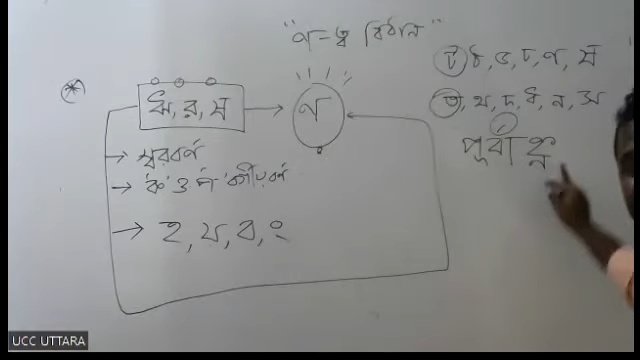 "ণ-ত্ব বিধান"
ট ঠ, ড, ঢ, ণ, ষ
ঋ, র, ষ → ণ
ত, থ, দ, ধ, ন, স
পূর্বাহ্ন
→ স্বরবর্ণ
→ 'ক' ও 'প' বর্গীয় বর্ণ
→ হ, য, ব, ং
UCC UTTARA